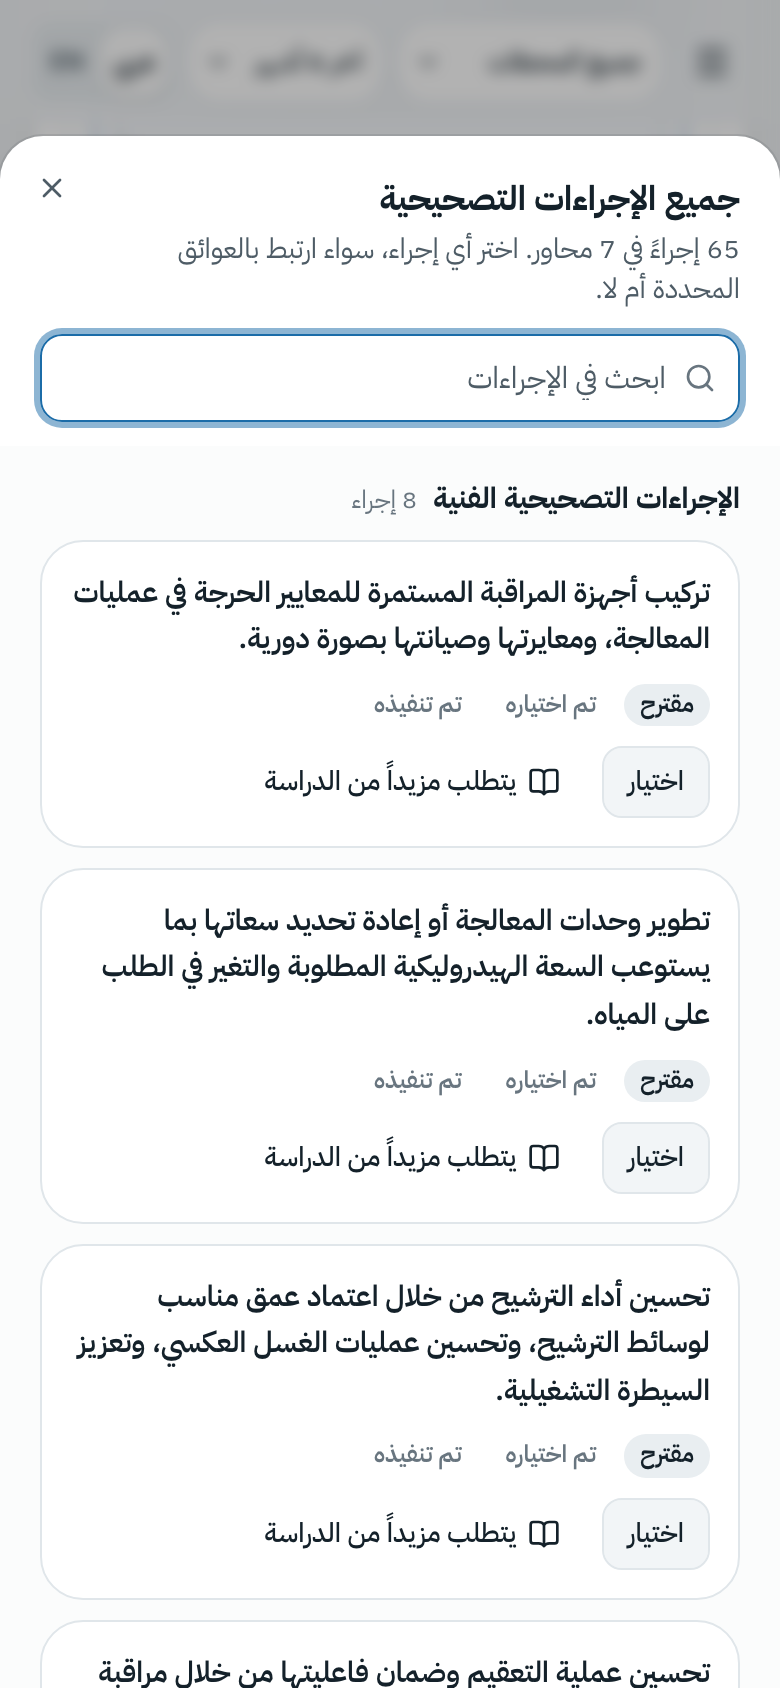 جميع الإجراءات التصحيحية
65 إجراءً في 7 محاور. اختر أي إجراء، سواء ارتبط بالعوائق
المحددة أم لا.
ابحث في الإجراءات
الإجراءات التصحيحية الفنية 8 إجراء
تركيب أجهزة المراقبة المستمرة للمعايير الحرجة في عمليات
المعالجة، ومعايرتها وصيانتها بصورة دورية.
مقترح تم اختياره تم تنفيذه
اختيار يتطلب مزيداً من الدراسة
تطوير وحدات المعالجة أو إعادة تحديد سعاتها بما
يستوعب السعة الهيدروليكية المطلوبة والتغير في الطلب
على المياه.
مقترح تم اختياره تم تنفيذه
اختيار يتطلب مزيداً من الدراسة
تحسين أداء الترشيح من خلال اعتماد عمق مناسب
لوسائط الترشيح، وتحسين عمليات الغسل العكسي، وتعزيز
السيطرة التشغيلية.
مقترح تم اختياره تم تنفيذه
اختيار يتطلب مزيداً من الدراسة
تحسين عملية التعقيم وضمان فاعليتها من خلال مراقبة